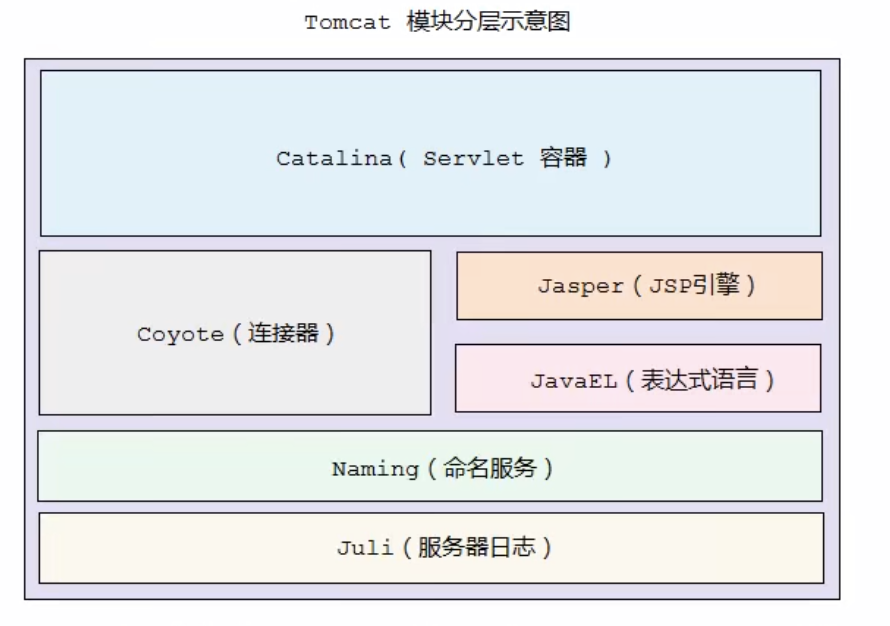 Tomcat 模块分层示意图
Catalina( Servlet 容器 )
Coyote(连接器)
Jasper(JSP引擎)
JavaEL(表达式语言)
Naming(命名服务)
Juli(服务器日志)